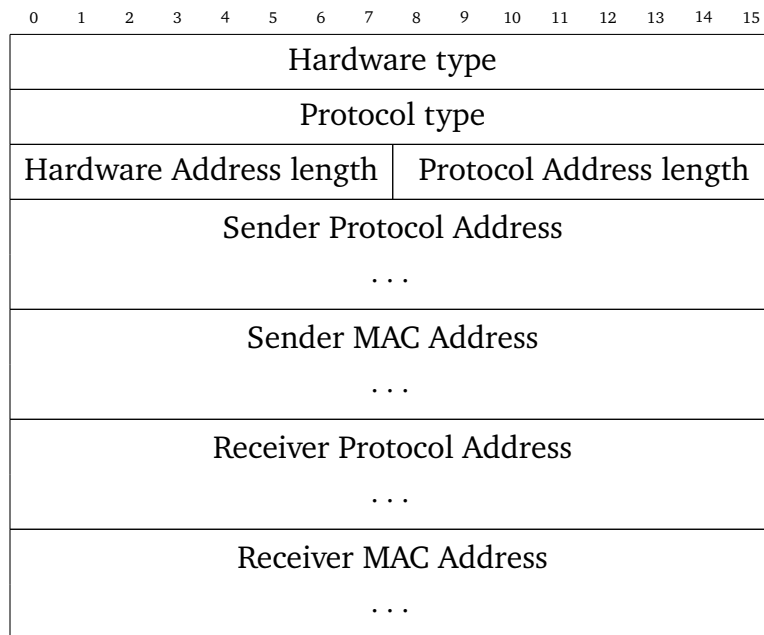 0 1 2 3 4 5 6 7 8 9 10 11 12 13 14 15
Hardware type
Protocol type
Hardware Address length Protocol Address length
Sender Protocol Address
. . .
Sender MAC Address
. . .
Receiver Protocol Address
. . .
Receiver MAC Address
. . .